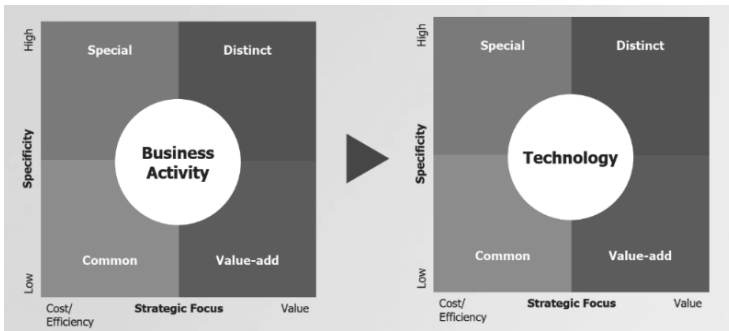 High
Special
Distinct
Specificity
Business
Activity
Common
Value-add
Low
Cost/
Efficiency
Strategic Focus
Value
High
Special
Distinct
Specificity
Technology
Common
Value-add
Low
Cost/
Efficiency
Strategic Focus
Value